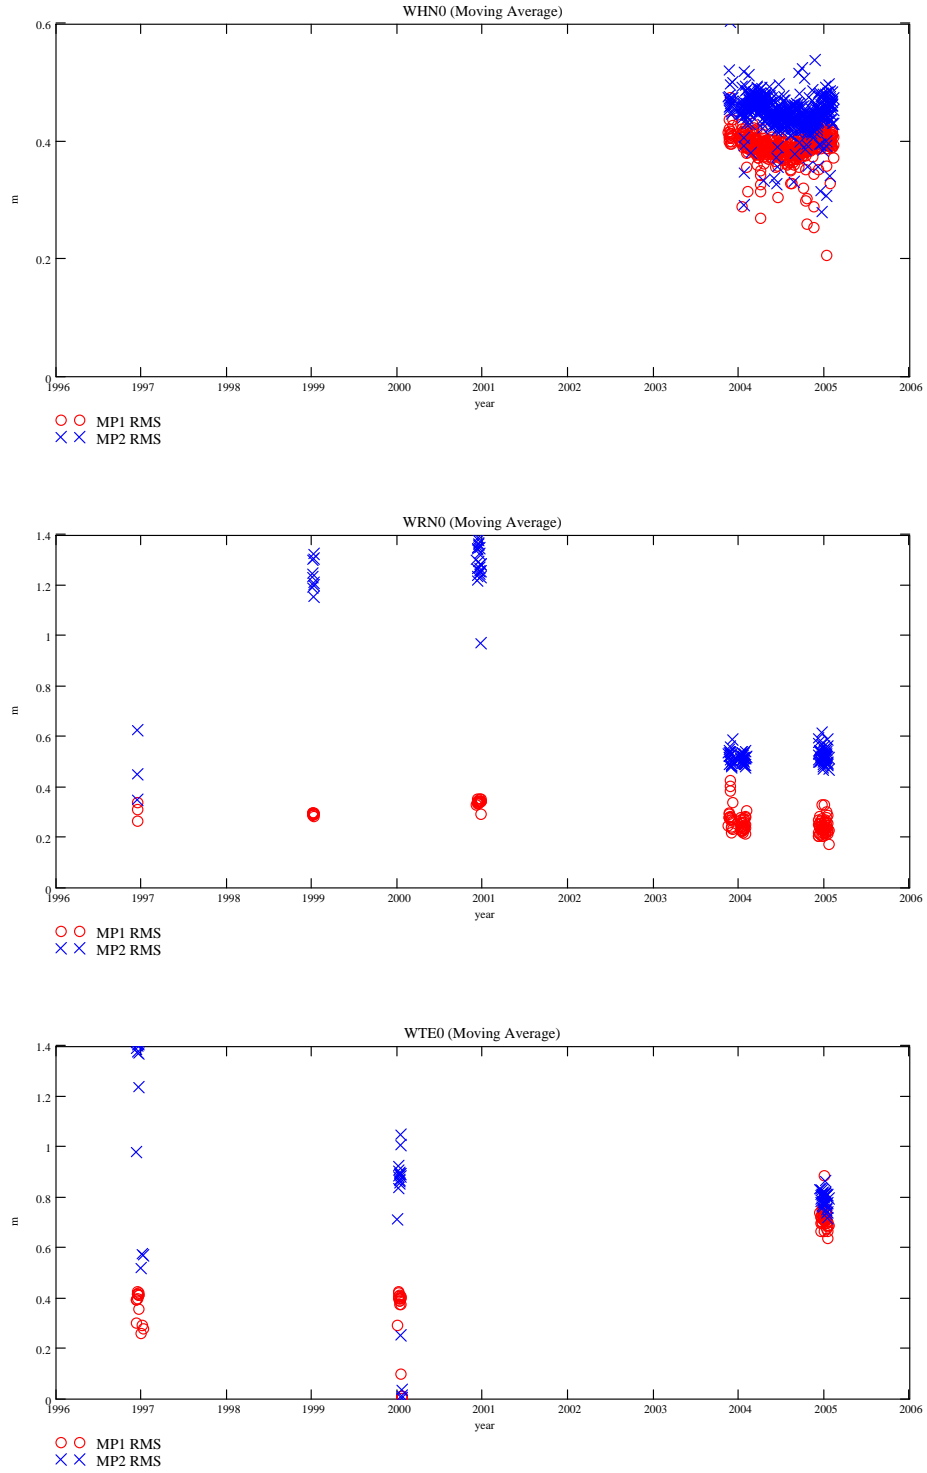 WHN0 (Moving Average)
0.6
0.4
m
0.2
0
1996 1997 1998 1999 2000 2001 2002 2003 2004 2005 2006
year
MP1 RMS
MP2 RMS
WRN0 (Moving Average)
1.4
1.2
1
0.8
m
0.6
0.4
0.2
0
1996 1997 1998 1999 2000 2001 2002 2003 2004 2005 2006
year
MP1 RMS
MP2 RMS
WTE0 (Moving Average)
1.4
1.2
1
0.8
m
0.6
0.4
0.2
0
1996 1997 1998 1999 2000 2001 2002 2003 2004 2005 2006
year
MP1 RMS
MP2 RMS